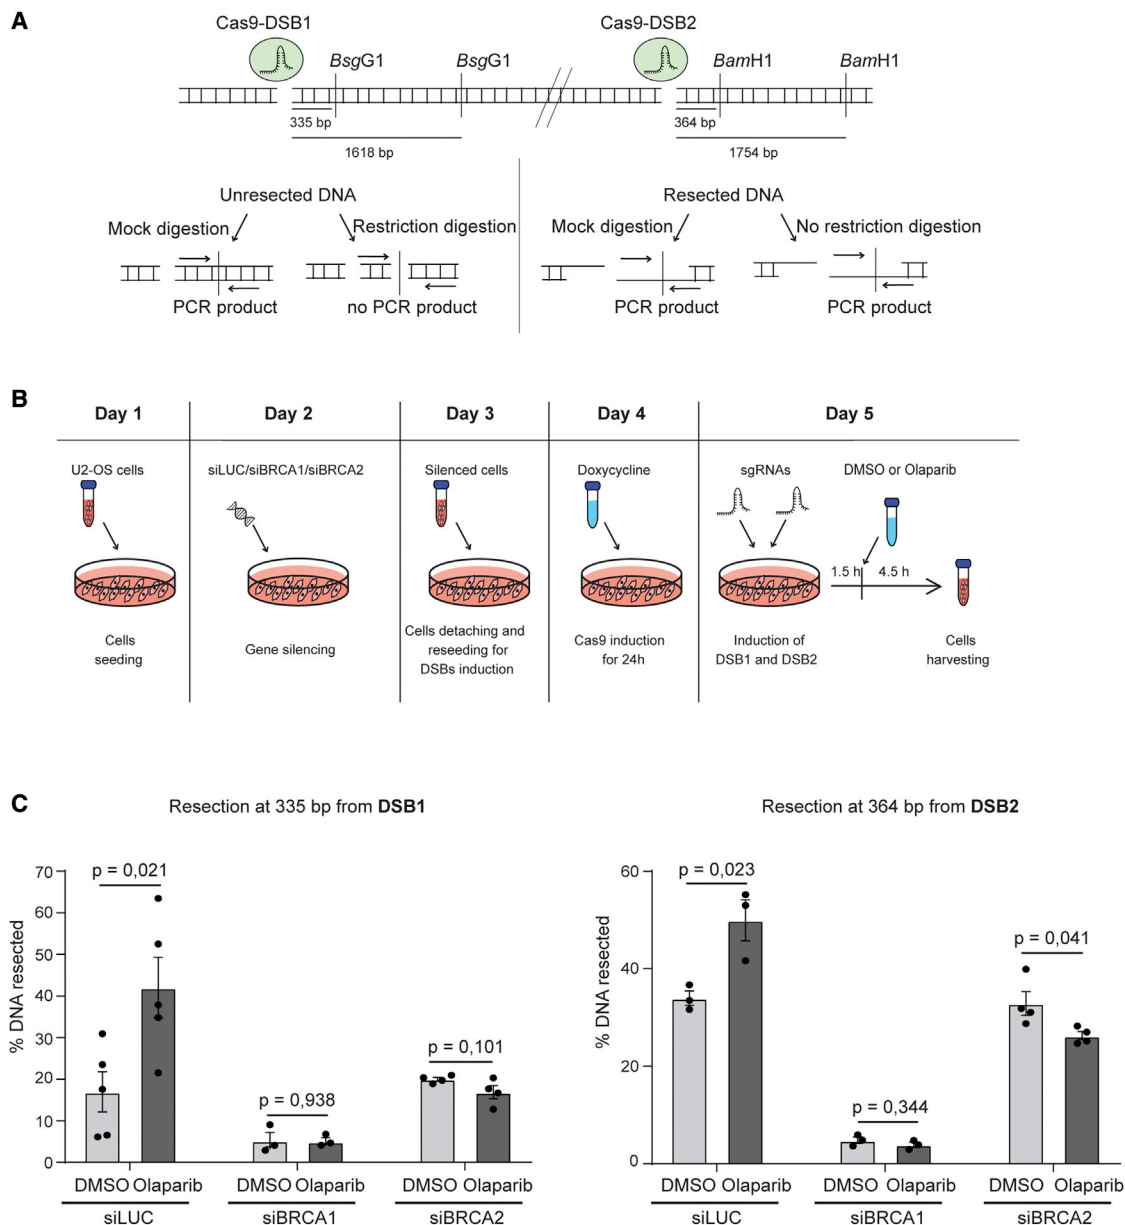 A
Cas9-DSB1
Cas9-DSB2
BsgG1
BsgG1
BamH1
BamH1
335 bp
364 bp
1618 bp
1754 bp
Unresected DNA
Resected DNA
Mock digestion
Restriction digestion
Mock digestion
No restriction digestion
PCR product
no PCR product
PCR product
PCR product
B
Day 1
Day 2
Day 3
Day 4
Day 5
U2-OS cells
siLUC/siBRCA1/siBRCA2
Silenced cells
Doxycycline
sgRNAs
DMSO or Olaparib
1.5 h
4.5 h
Cells
seeding
Gene silencing
Cells detaching and
reseeding for
DSBs induction
Cas9 induction
for 24h
Induction of
DSB1 and DSB2
Cells
harvesting
C
Resection at 335 bp from DSB1
% DNA resected
70
60
50
40
30
20
10
0
p = 0,021
p = 0,938
p = 0,101
DMSO Olaparib
DMSO Olaparib
DMSO Olaparib
siLUC
siBRCA1
siBRCA2
Resection at 364 bp from DSB2
% DNA resected
60
40
20
0
p = 0,023
p = 0,344
p = 0,041
DMSO Olaparib
DMSO Olaparib
DMSO Olaparib
siLUC
siBRCA1
siBRCA2